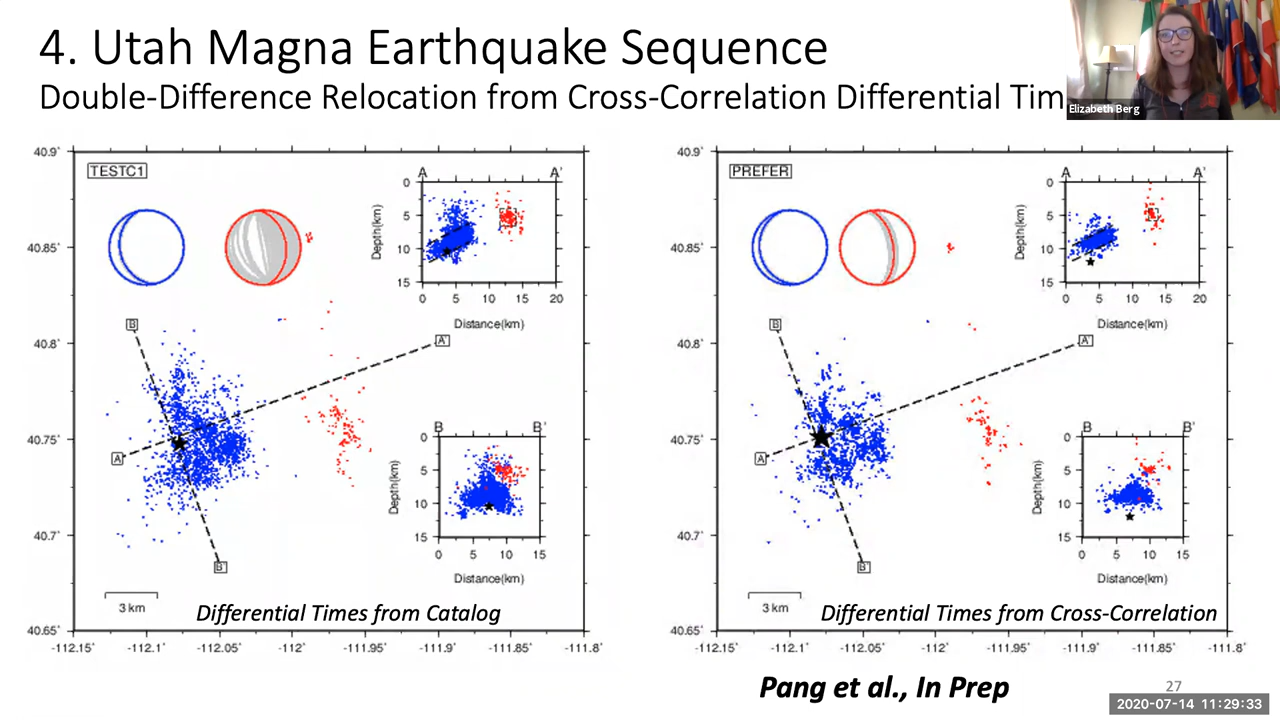 4. Utah Magna Earthquake Sequence
Double-Difference Relocation from Cross-Correlation Differential Tim
Elizabeth Berg
40.9°
40.85°
40.8°
40.75°
40.7°
40.65°
TESTC1
A A'
0
5
10
15
Depth(km)
0 5 10 15 20
Distance(km)
B
A'
A
B'
B B'
0
5
10
15
Depth(km)
0 5 10 15
Distance(km)
3 km
Differential Times from Catalog
-112.15° -112.1° -112.05° -112° -111.95° -111.9° -111.85° -111.8°
40.9°
40.85°
40.8°
40.75°
40.7°
40.65°
PREFER
A A'
0
5
10
15
Depth(km)
0 5 10 15 20
Distance(km)
B
A'
A
B'
B B'
0
5
10
15
Depth(km)
0 5 10 15
Distance(km)
3 km
Differential Times from Cross-Correlation
-112.15° -112.1° -112.05° -112° -111.95° -111.9° -111.85° -111.8°
Pang et al., In Prep
27
2020-07-14 11:29:33